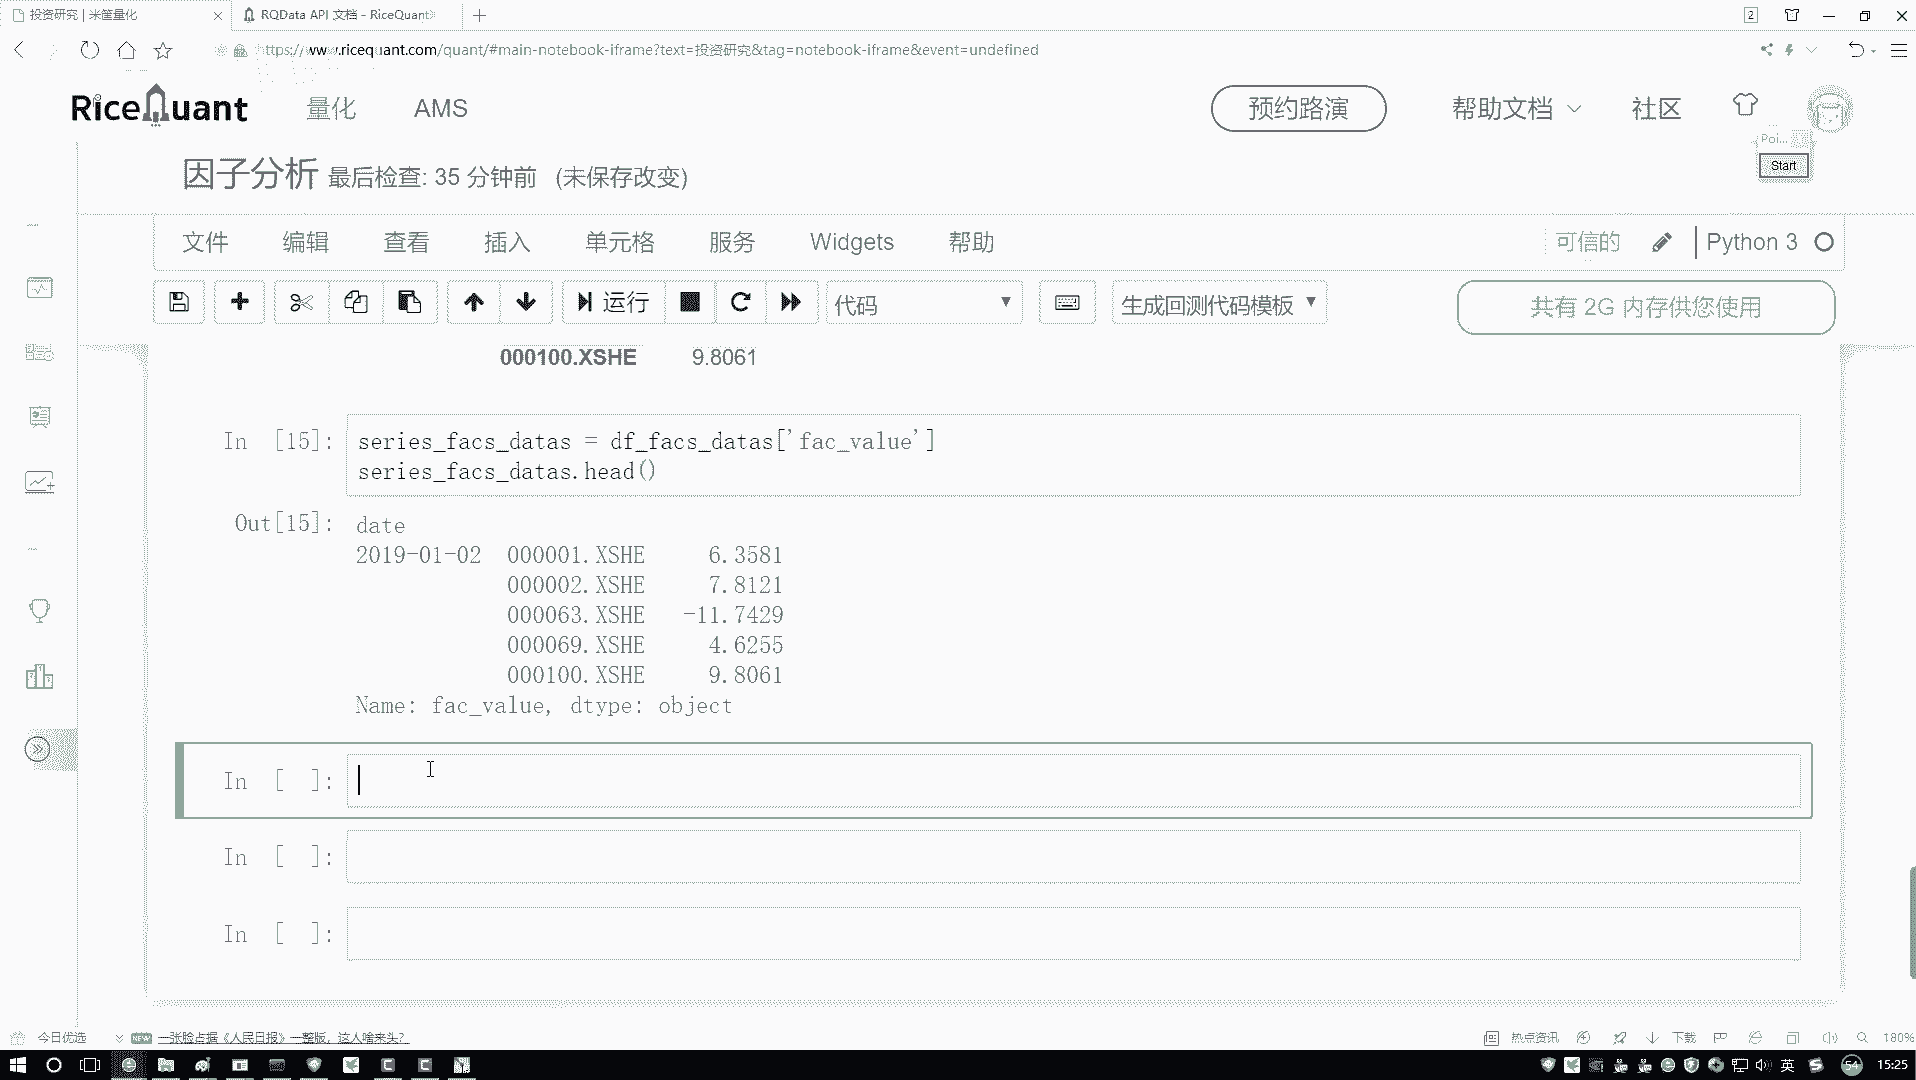 投资研究 | 米筐量化
RQData API 文档 - RiceQuant
2
https://www.ricequant.com/quant/#main-notebook-iframe?text=投资研究&tag=notebook-iframe&event=undefined
RiceQuant
量化
AMS
预约路演
帮助文档
社区
Poi...
Start
因子分析 最后检查: 35 分钟前 (未保存改变)
文件
编辑
查看
插入
单元格
服务
Widgets
帮助
可信的
Python 3
运行
代码
生成回测代码模板
共有 2G 内存供您使用
000100.XSHE 9.8061
In [15]: series_facs_datas = df_facs_datas['fac_value']
series_facs_datas.head()
Out[15]: date
2019-01-02 000001.XSHE 6.3581
000002.XSHE 7.8121
000063.XSHE -11.7429
000069.XSHE 4.6255
000100.XSHE 9.8061
Name: fac_value, dtype: object
In [ ]:
In [ ]:
In [ ]:
今日优选
NEW
一张脸占据《人民日报》一整版，这人啥来头？
热点资讯
下载
180%
英
54
15:25